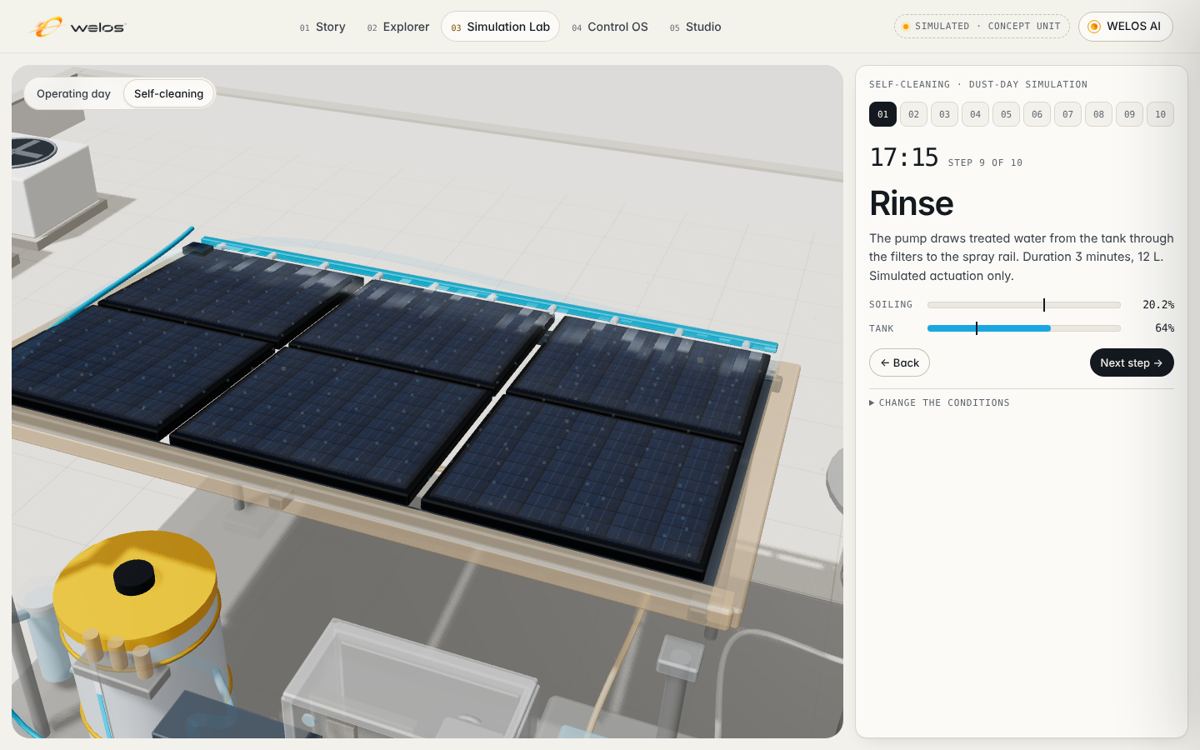 welos
01 Story
02 Explorer
03 Simulation Lab
04 Control OS
05 Studio
SIMULATED · CONCEPT UNIT
WELOS AI
Operating day
Self-cleaning
SELF-CLEANING · DUST-DAY SIMULATION
01 02 03 04 05 06 07 08 09 10
17:15 STEP 9 OF 10
Rinse
The pump draws treated water from the tank through
the filters to the spray rail. Duration 3 minutes, 12 L.
Simulated actuation only.
SOILING 20.2%
TANK 64%
← Back
Next step →
▶ CHANGE THE CONDITIONS